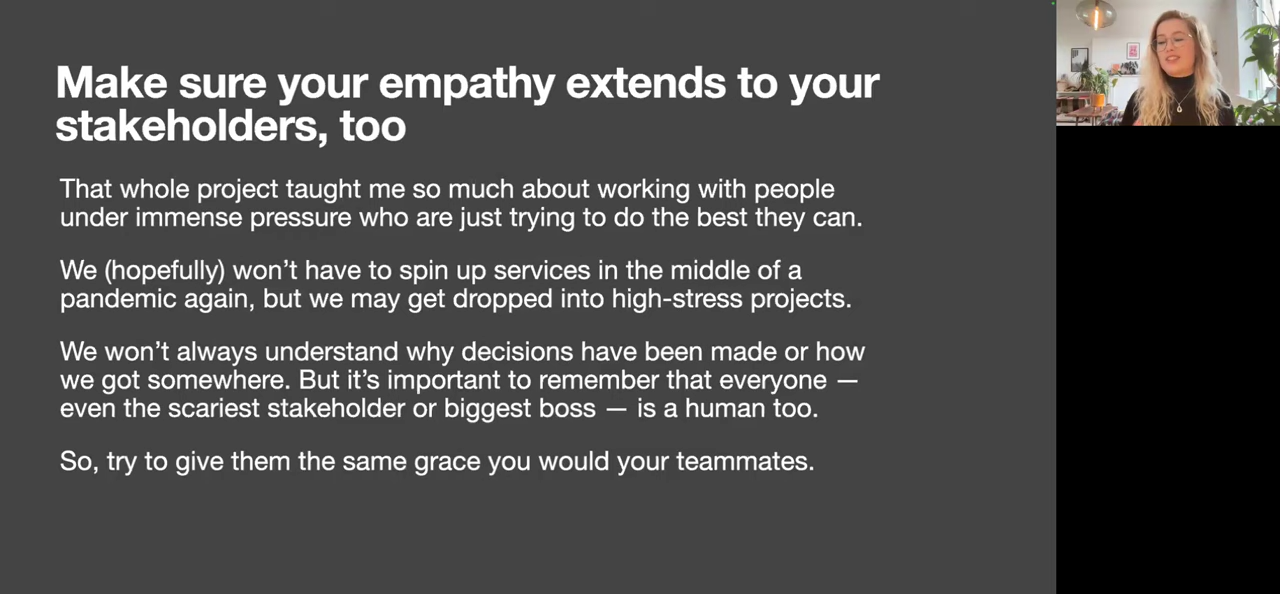 Make sure your empathy extends to your
stakeholders, too
That whole project taught me so much about working with people
under immense pressure who are just trying to do the best they can.
We (hopefully) won’t have to spin up services in the middle of a
pandemic again, but we may get dropped into high-stress projects.
We won’t always understand why decisions have been made or how
we got somewhere. But it’s important to remember that everyone —
even the scariest stakeholder or biggest boss — is a human too.
So, try to give them the same grace you would your teammates.